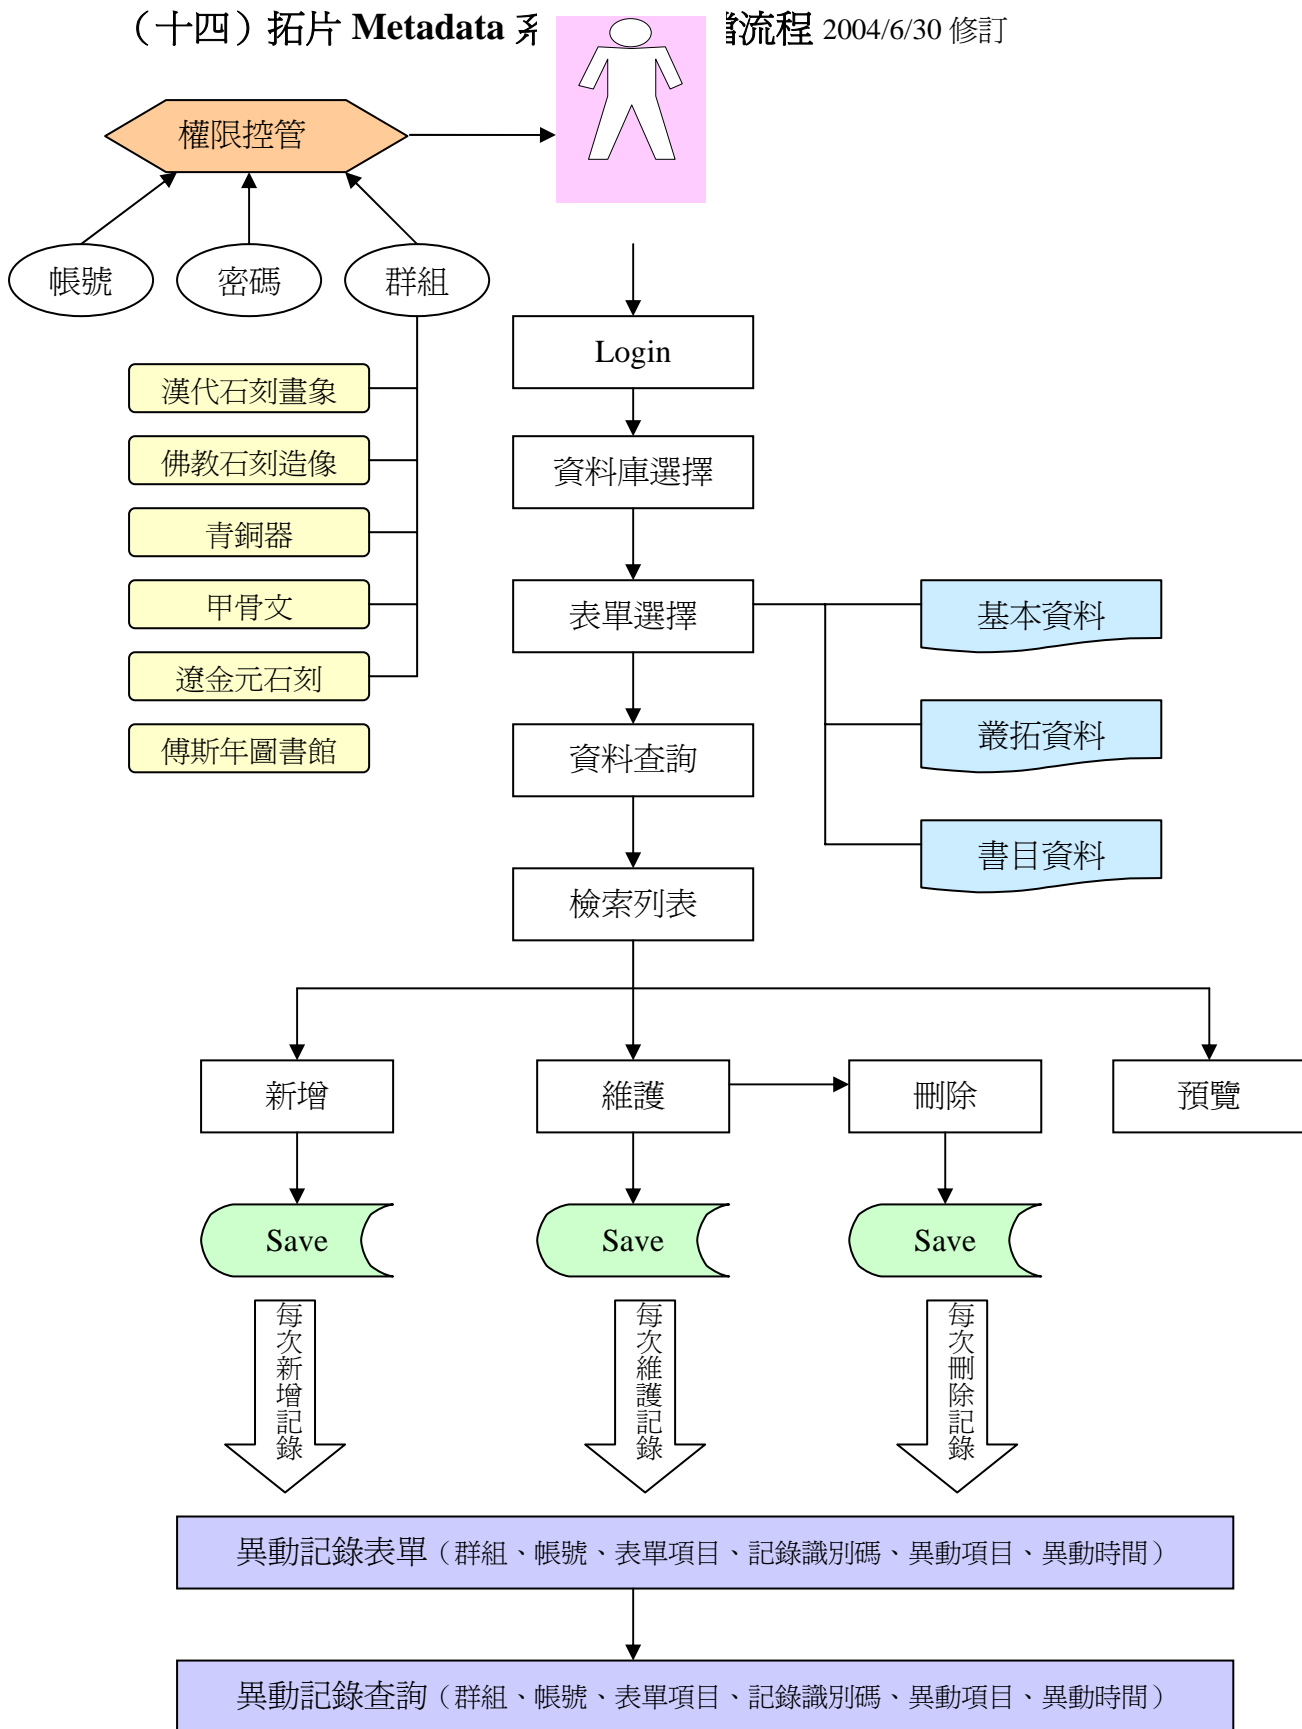 （十四）拓片 Metadata 系 檔流程 2004/6/30 修訂
權限控管
帳號
密碼
群組
Login
漢代石刻畫象
佛教石刻造像
資料庫選擇
青銅器
甲骨文
表單選擇
基本資料
遼金元石刻
傅斯年圖書館
資料查詢
叢拓資料
書目資料
檢索列表
新增
維護
刪除
預覽
Save
Save
Save
每次新增記錄
每次維護記錄
每次刪除記錄
異動記錄表單（群組、帳號、表單項目、記錄識別碼、異動項目、異動時間）
異動記錄查詢（群組、帳號、表單項目、記錄識別碼、異動項目、異動時間）